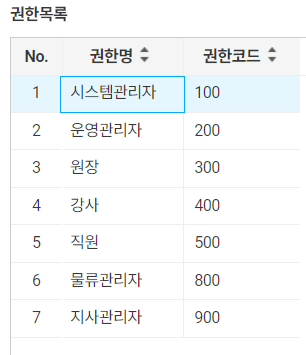 권한목록
No. 권한명 권한코드
1 시스템관리자 100
2 운영관리자 200
3 원장 300
4 강사 400
5 직원 500
6 물류관리자 800
7 지사관리자 900